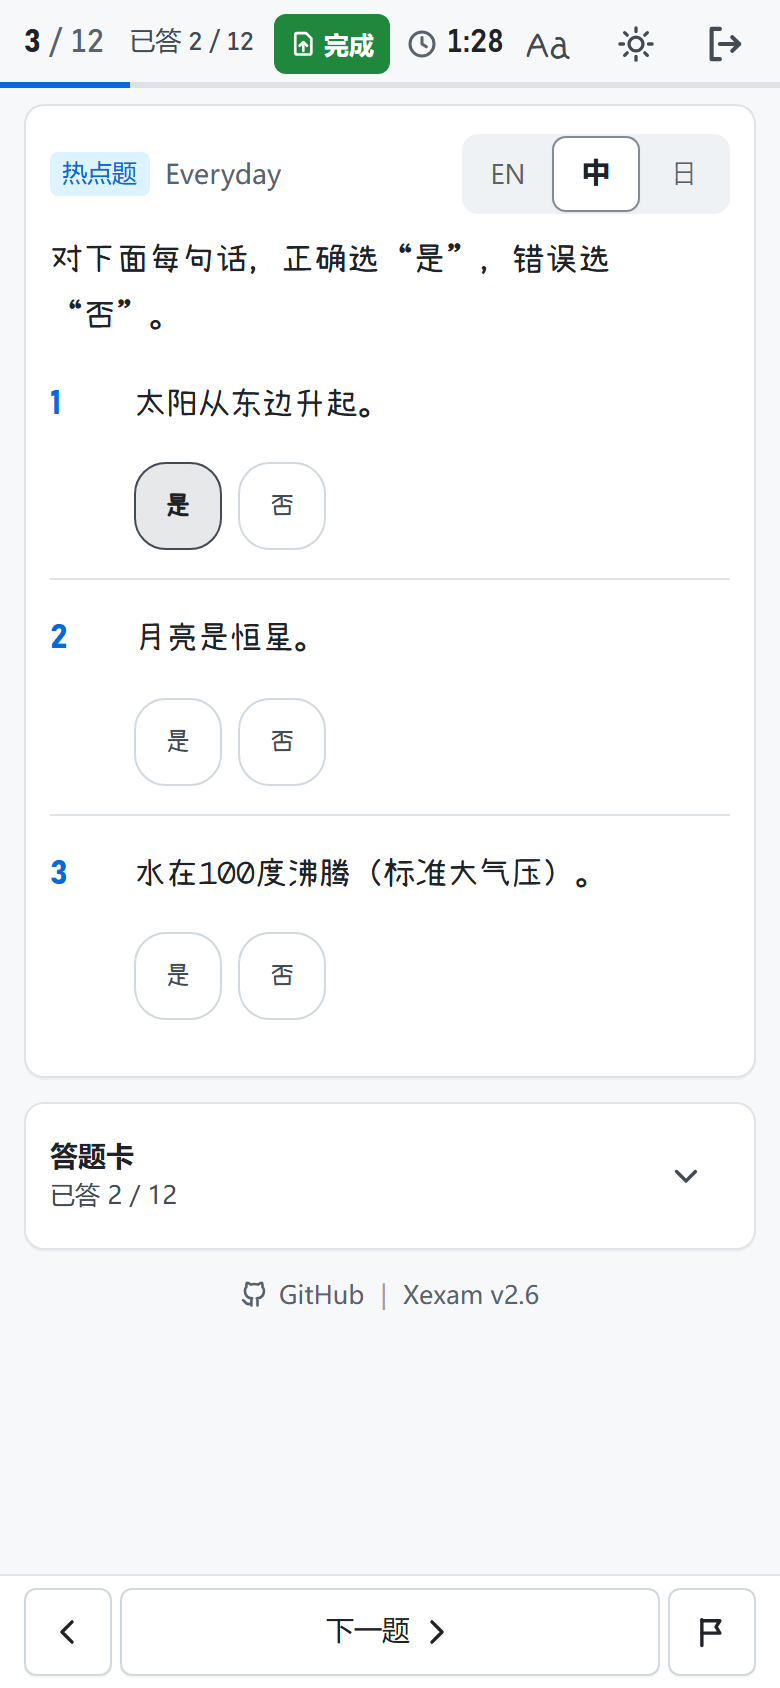 3 / 12 已答 2 / 12 完成 1:28 Aa
热点题 Everyday EN 中 日
对下面每句话，正确选“是”，错误选
“否”。
1 太阳从东边升起。
是 否
2 月亮是恒星。
是 否
3 水在100度沸腾（标准大气压）。
是 否
答题卡
已答 2 / 12
GitHub | Xexam v2.6
下一题